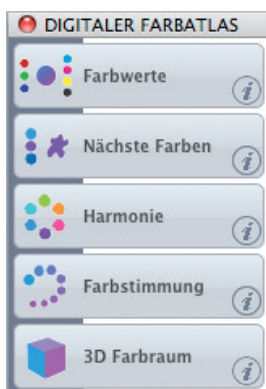 DIGITALER FARBATLAS
Farbwerte
i
Nächste Farben
i
Harmonie
i
Farbstimmung
i
3D Farbraum
i